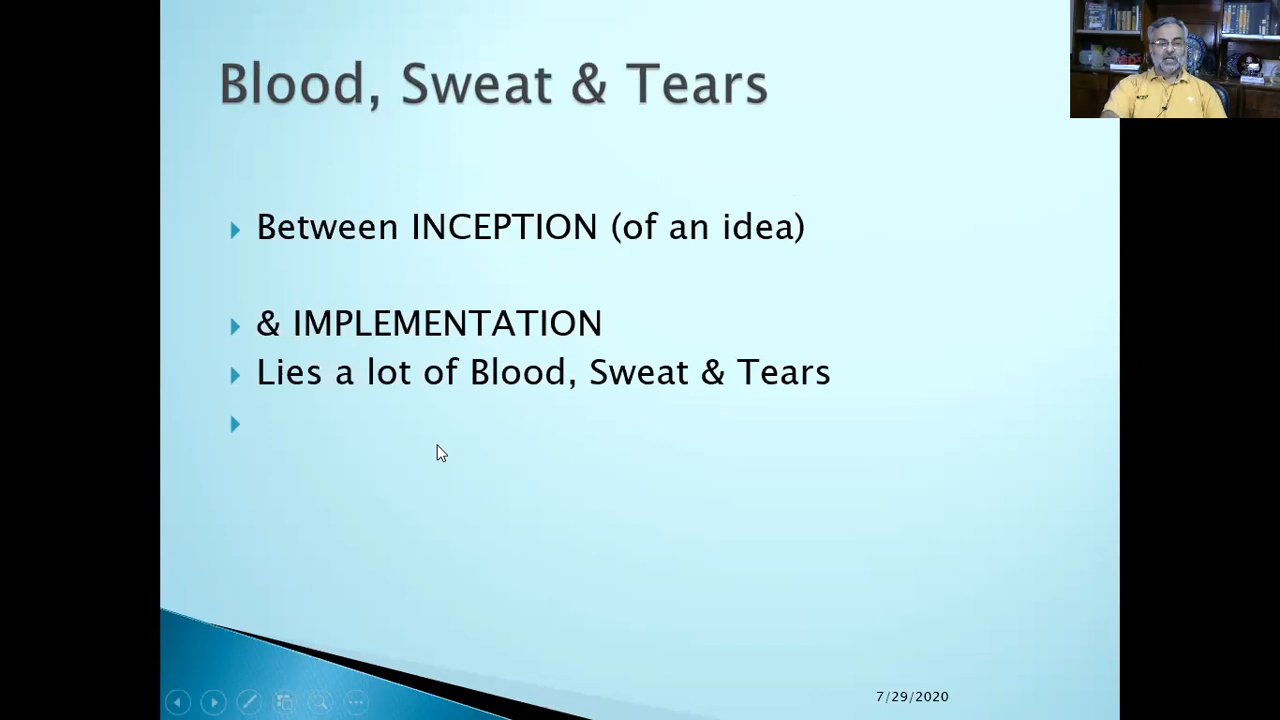 Blood, Sweat & Tears
Between INCEPTION (of an idea)
& IMPLEMENTATION
Lies a lot of Blood, Sweat & Tears
7/29/2020